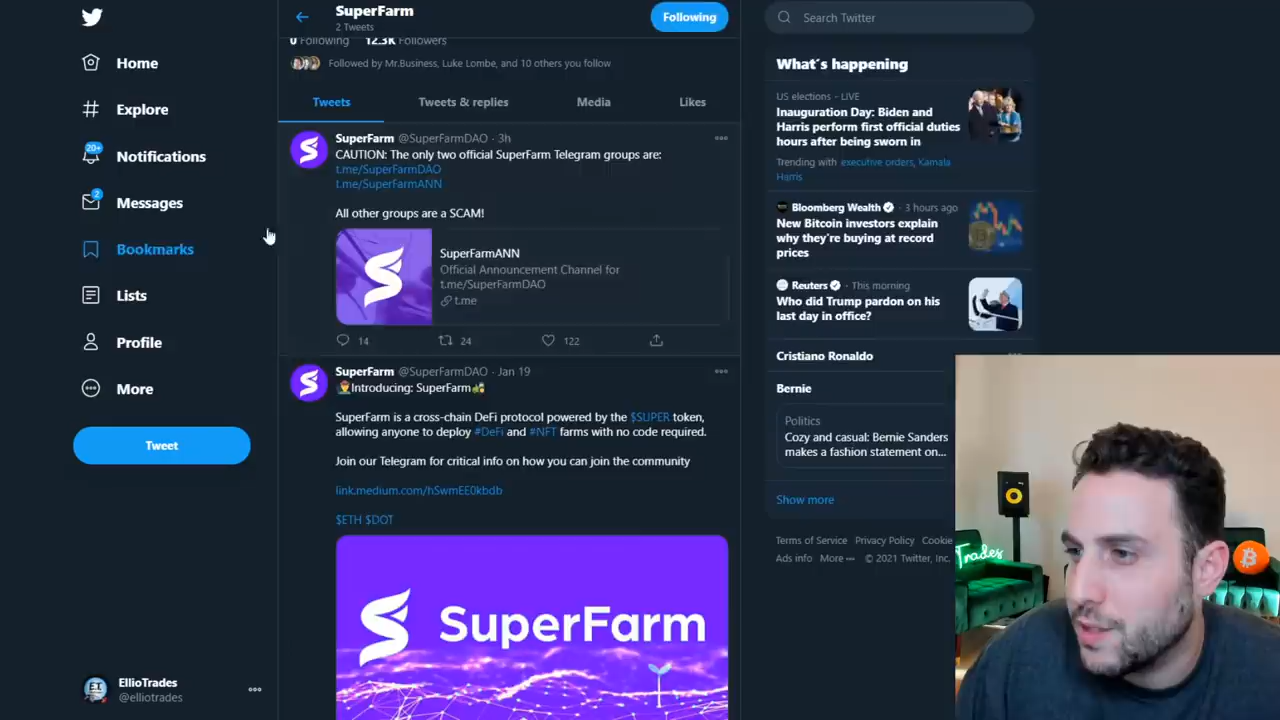 SuperFarm
2 Tweets
Following
Search Twitter
Home
Explore
20+
Notifications
2
Messages
Bookmarks
Lists
Profile
More
Tweet
EllioTrades
@elliotrades
0 Following 12.3K Followers
Followed by Mr.Business, Luke Lombe, and 10 others you follow
Tweets
Tweets & replies
Media
Likes
SuperFarm @SuperFarmDAO · 3h
CAUTION: The only two official SuperFarm Telegram groups are:
t.me/SuperFarmDAO
t.me/SuperFarmANN
All other groups are a SCAM!
SuperFarmANN
Official Announcement Channel for
t.me/SuperFarmDAO
t.me
14
24
122
SuperFarm @SuperFarmDAO · Jan 19
Introducing: SuperFarm
SuperFarm is a cross-chain DeFi protocol powered by the $SUPER token,
allowing anyone to deploy #DeFi and #NFT farms with no code required.
Join our Telegram for critical info on how you can join the community
link.medium.com/hSwmEE0kbdb
$ETH $DOT
SuperFarm
What's happening
US elections · LIVE
Inauguration Day: Biden and
Harris perform first official duties
hours after being sworn in
Trending with executive orders, Kamala
Harris
Bloomberg Wealth · 3 hours ago
New Bitcoin investors explain
why they're buying at record
prices
Reuters · This morning
Who did Trump pardon on his
last day in office?
Cristiano Ronaldo
Bernie
Politics
Cozy and casual: Bernie Sanders
makes a fashion statement on...
Show more
Terms of Service Privacy Policy Cookie
Ads info More © 2021 Twitter, Inc.
Trades